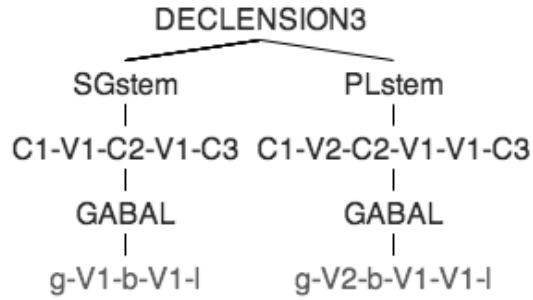 DECLENSION3
SGstem PLstem
C1-V1-C2-V1-C3 C1-V2-C2-V1-V1-C3
GABAL GABAL
g-V1-b-V1-l g-V2-b-V1-V1-l